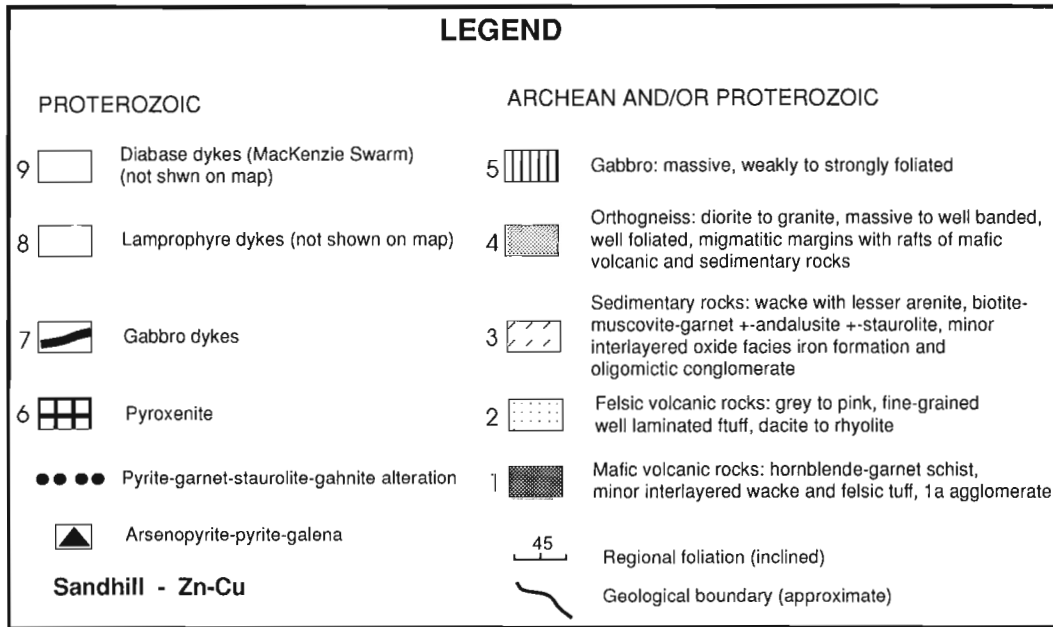 LEGEND
PROTEROZOIC
9 Diabase dykes (MacKenzie Swarm)
(not shwn on map)
8 Lamprophyre dykes (not shown on map)
7 Gabbro dykes
6 Pyroxenite
Pyrite-garnet-staurolite-gahnite alteration
Arsenopyrite-pyrite-galena
Sandhill - Zn-Cu
ARCHEAN AND/OR PROTEROZOIC
5 Gabbro: massive, weakly to strongly foliated
4 Orthogneiss: diorite to granite, massive to well banded,
well foliated, migmatitic margins with rafts of mafic
volcanic and sedimentary rocks
3 Sedimentary rocks: wacke with lesser arenite, biotite-
muscovite-garnet +-andalusite +-staurolite, minor
interlayered oxide facies iron formation and
oligomictic conglomerate
2 Felsic volcanic rocks: grey to pink, fine-grained
well laminated ftuff, dacite to rhyolite
1 Mafic volcanic rocks: hornblende-garnet schist,
minor interlayered wacke and felsic tuff, 1a agglomerate
45 Regional foliation (inclined)
Geological boundary (approximate)